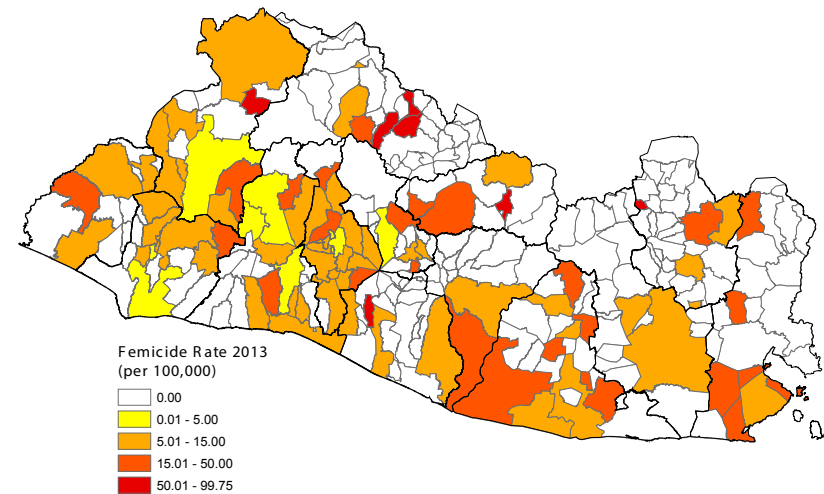 Femicide Rate 2013
(per 100,000)
0.00
0.01 - 5.00
5.01 - 15.00
15.01 - 50.00
50.01 - 99.75